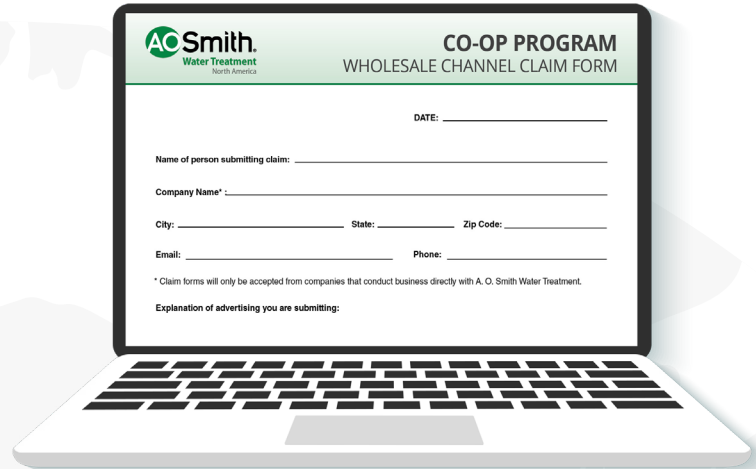 AO Smith.
Water Treatment
North America
CO-OP PROGRAM
WHOLESALE CHANNEL CLAIM FORM
DATE:
Name of person submitting claim:
Company Name* :
City: State: Zip Code:
Email: Phone:
* Claim forms will only be accepted from companies that conduct business directly with A. O. Smith Water Treatment.
Explanation of advertising you are submitting: